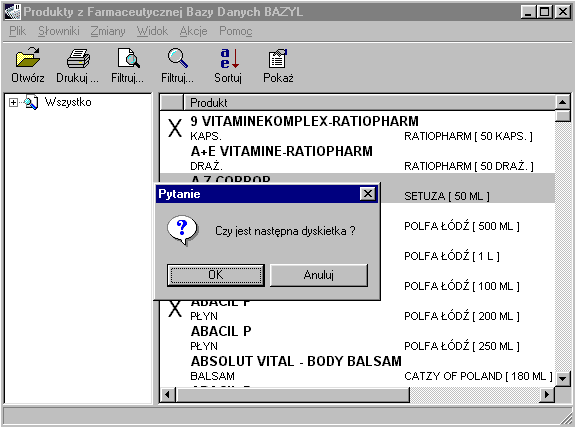 Produkty z Farmaceutycznej Bazy Danych BAZYL
Plik Słowniki Zmiany Widok Akcje Pomoc
Otwórz Drukuj ... Filtruj... Filtruj... Sortuj Pokaż
Wszystko
Produkt
X 9 VITAMINEKOMPLEX-RATIOPHARM
KAPS. RATIOPHARM [ 50 KAPS. ]
A+E VITAMINE-RATIOPHARM
DRAŻ. RATIOPHARM [ 50 DRAŻ. ]
SETUZA [ 50 ML ]
Pytanie
Czy jest następna dyskietka ?
OK Anuluj
POLFA ŁÓDŹ [ 500 ML ]
POLFA ŁÓDŹ [ 1 L ]
POLFA ŁÓDŹ [ 100 ML ]
X ABACIL P
PŁYN POLFA ŁÓDŹ [ 200 ML ]
ABACIL P
PŁYN POLFA ŁÓDŹ [ 250 ML ]
ABSOLUT VITAL - BODY BALSAM
BALSAM CATZY OF POLAND [ 180 ML ]